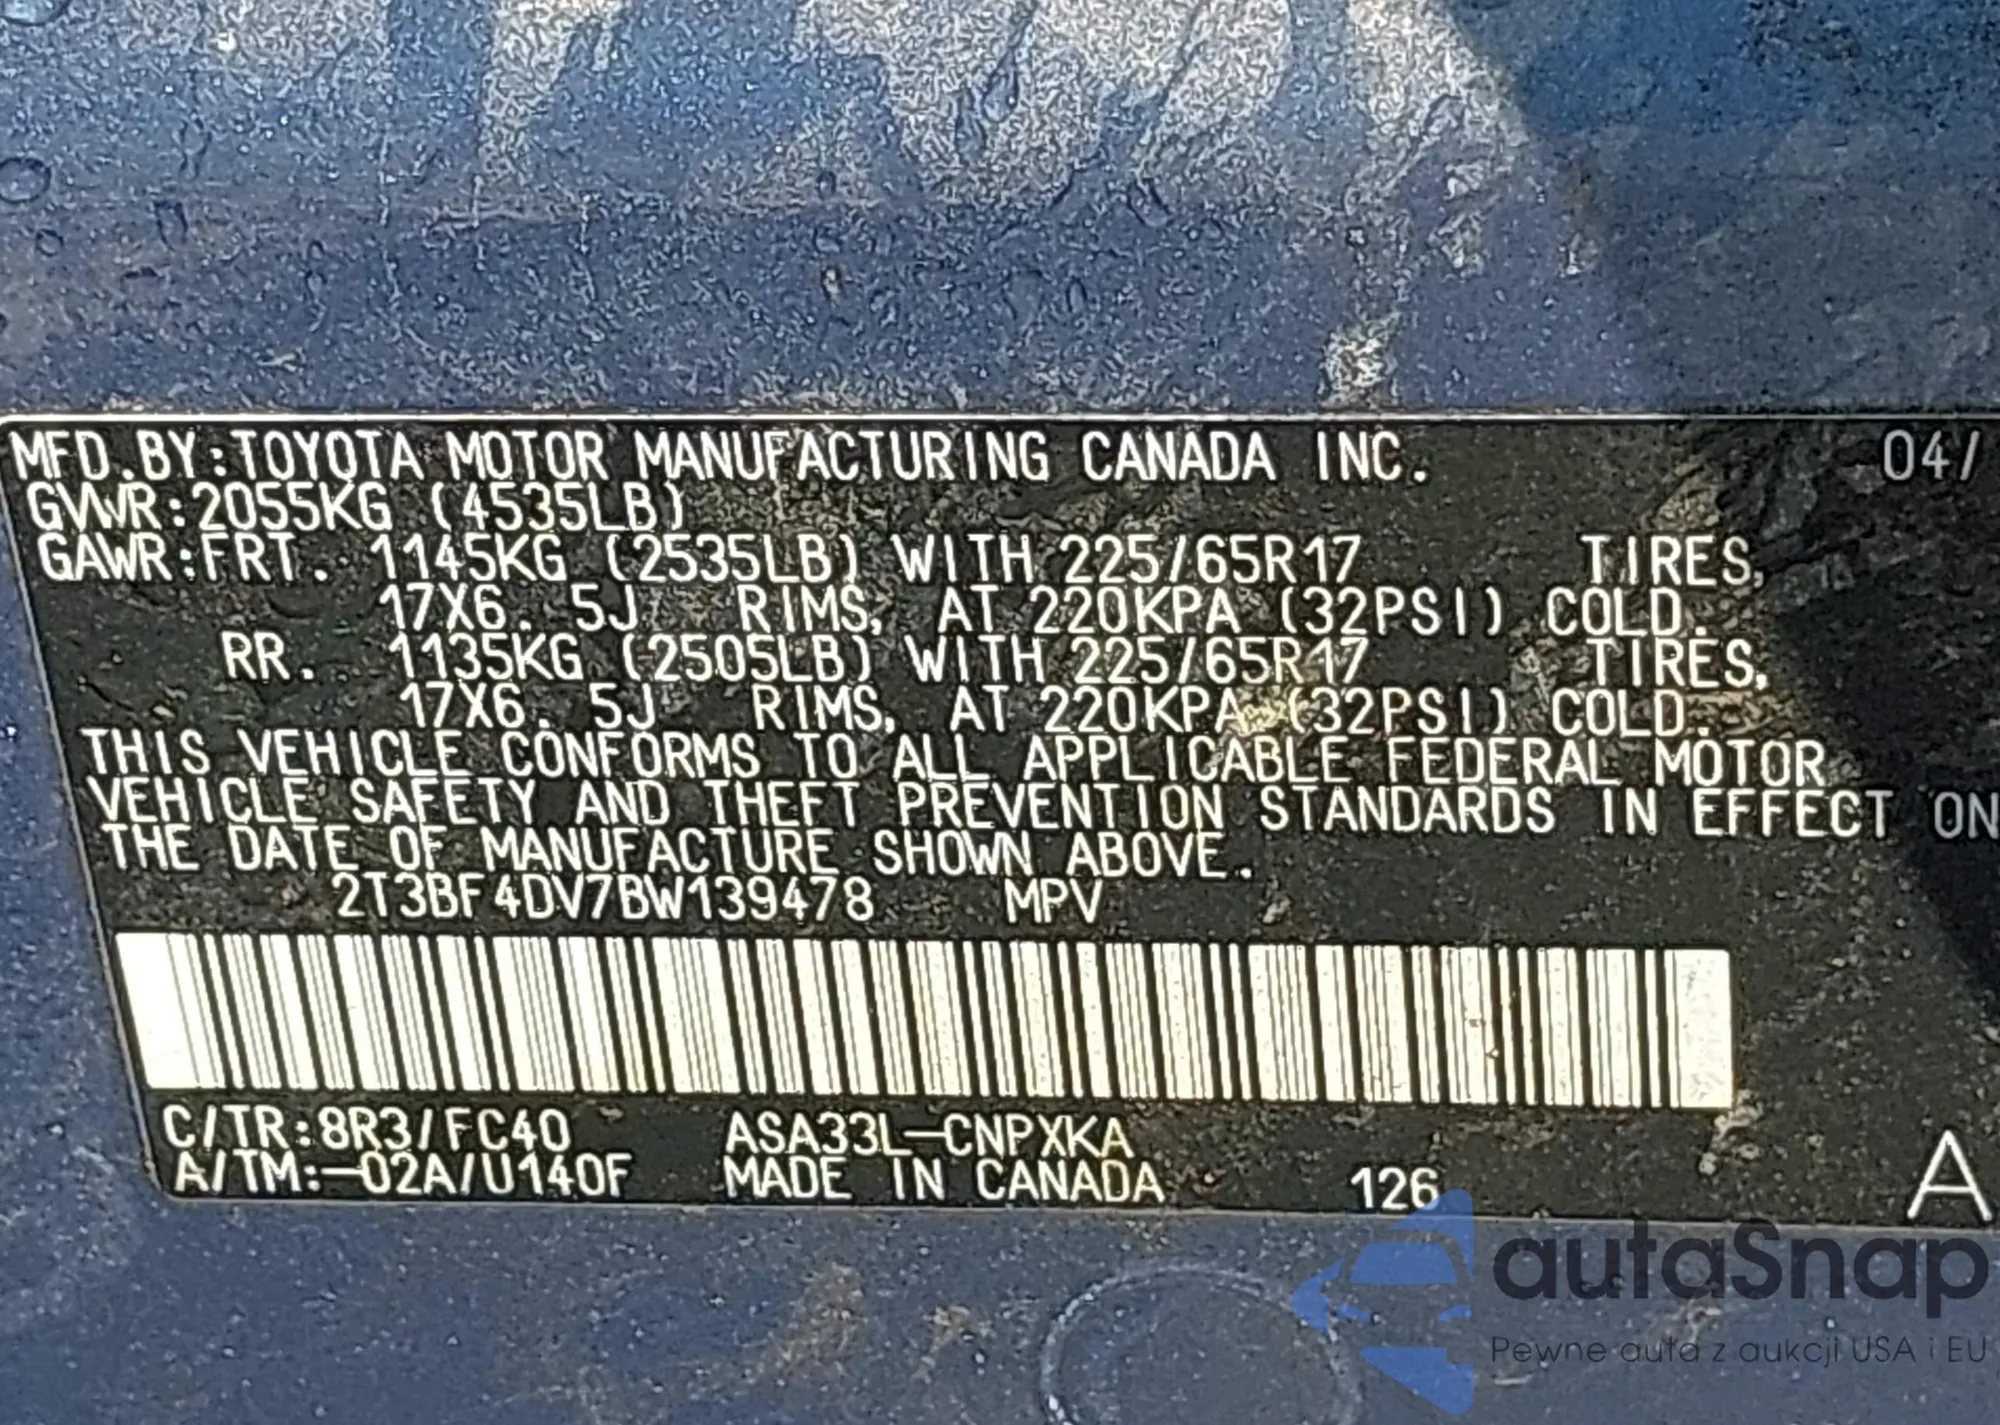 MFD.BY:TOYOTA MOTOR MANUFACTURING CANADA INC. 04/
GVWR:2055KG (4535LB)
GAWR:FRT. 1145KG (2535LB) WITH 225/65R17 TIRES,
17X6.5J RIMS, AT 220KPA (32PSI) COLD.
RR. 1135KG (2505LB) WITH 225/65R17 TIRES,
17X6.5J RIMS, AT 220KPA (32PSI) COLD.
THIS VEHICLE CONFORMS TO ALL APPLICABLE FEDERAL MOTOR
VEHICLE SAFETY AND THEFT PREVENTION STANDARDS IN EFFECT ON
THE DATE OF MANUFACTURE SHOWN ABOVE.
2T3BF4DV7BW139478 MPV
C/TR:8R3/FC40 ASA33L-CNPXKA
A/TM:-02A/U140F MADE IN CANADA 126 A
autaSnap
Pewne auta z aukcji USA i EU